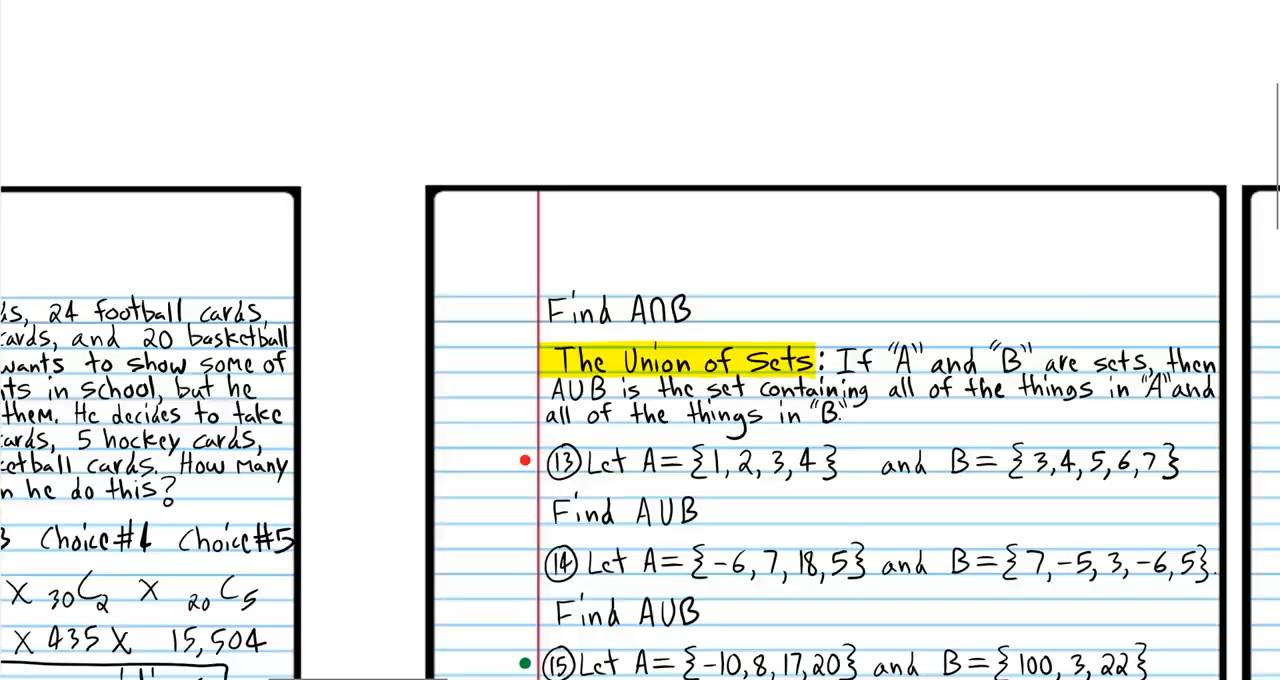 ds, 24 football cards,
cards, and 20 basketball
wants to show some of
ts in school, but he
them. He decides to take
cards, 5 hockey cards,
ketball cards. How many
n he do this?
3 Choice#4 Choice#5
X 30C2 X 20C5
X 435 X 15,504
Find A∩B
The Union of Sets: If "A" and "B" are sets, then
A∪B is the set containing all of the things in "A" and
all of the things in "B."
⑬ Let A = {1, 2, 3, 4} and B = {3, 4, 5, 6, 7}
Find A∪B
⑭ Let A = {-6, 7, 18, 5} and B = {7, -5, 3, -6, 5}.
Find A∪B
⑮ Let A = {-10, 8, 17, 20} and B = {100, 3, 22}